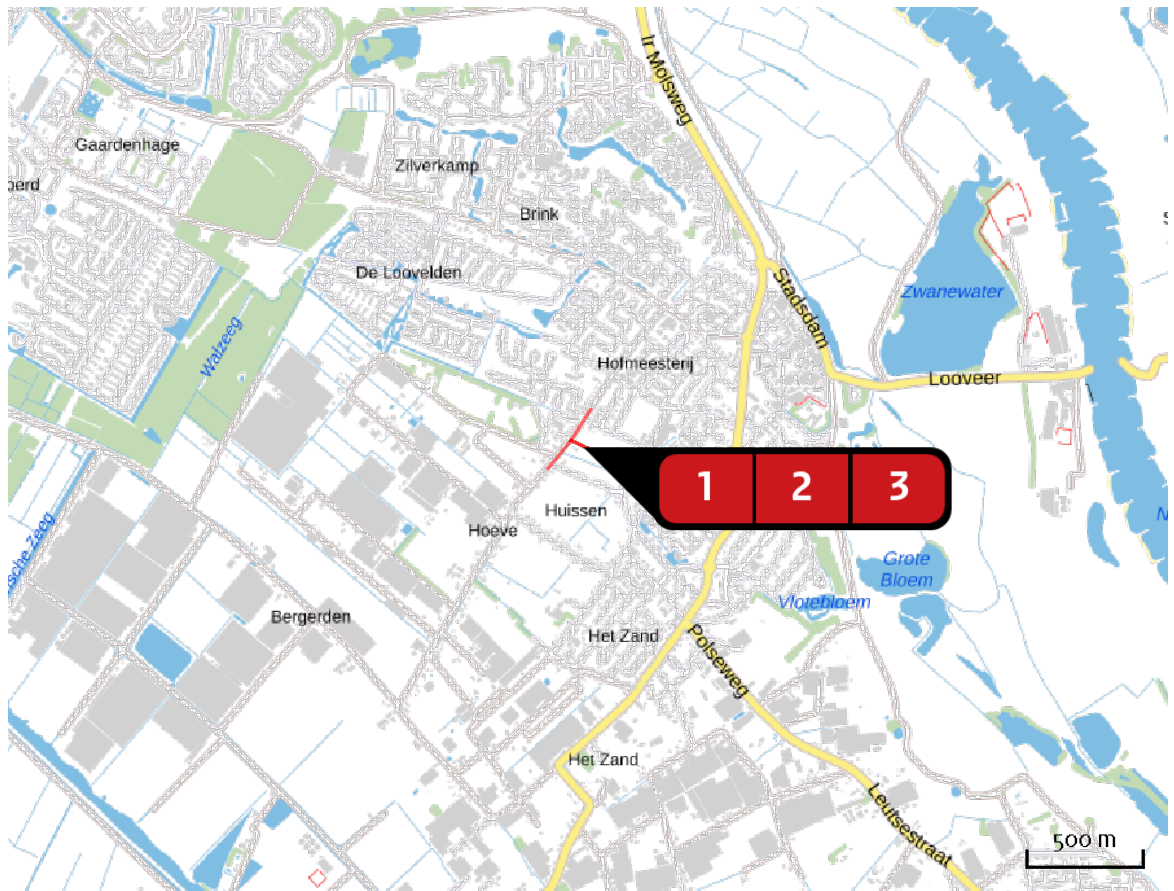 Ir Molsweg
Gaardenhage
Zilverkamp
Brink
De Loovelden
Stadsdam
Zwanewater
Walzeeg
Hofmeesterij
Looveer
1 2 3
Huissen
Hoeve
Grote
Bloem
Vlotebloem
Bergerden
Het Zand
Polseweg
Het Zand
Leutsestraat
500 m